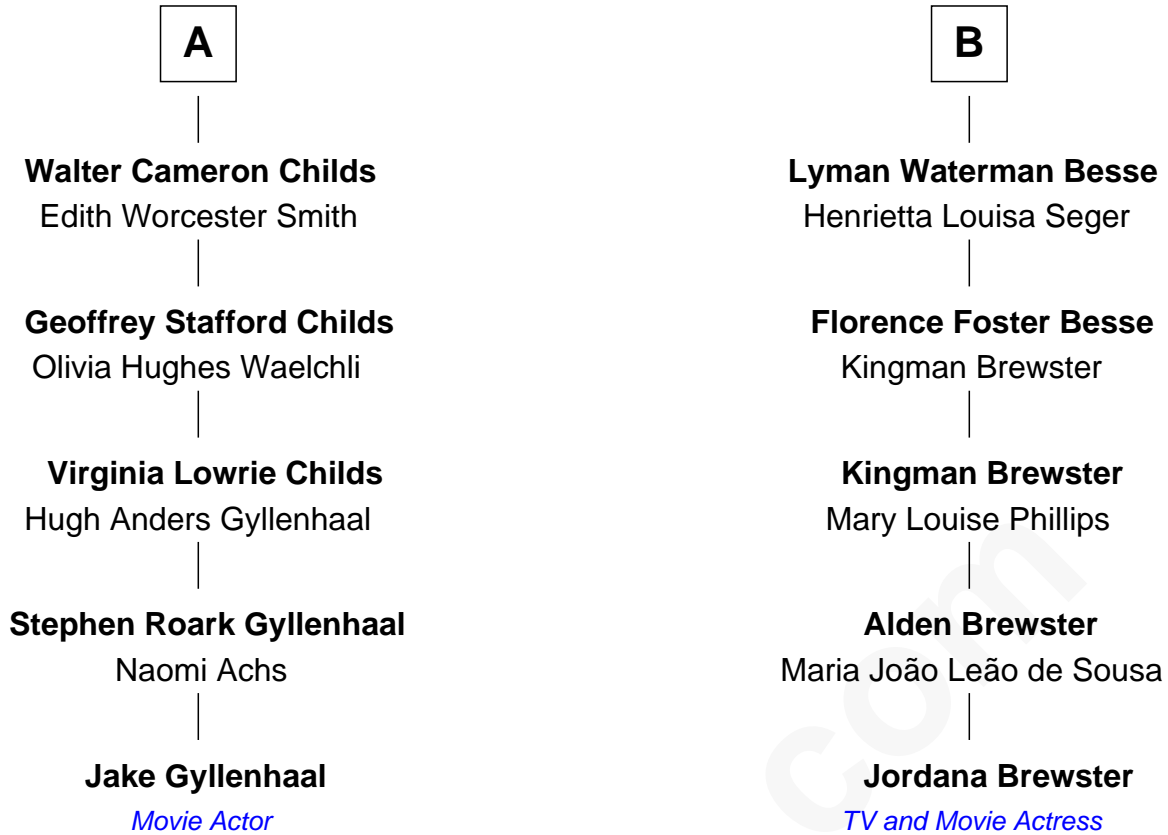 A
B
Walter Cameron Childs
Edith Worcester Smith
Lyman Waterman Besse
Henrietta Louisa Seger
Geoffrey Stafford Childs
Olivia Hughes Waelchli
Florence Foster Besse
Kingman Brewster
Virginia Lowrie Childs
Hugh Anders Gyllenhaal
Kingman Brewster
Mary Louise Phillips
Stephen Roark Gyllenhaal
Naomi Achs
Alden Brewster
Maria João Leão de Sousa
Jake Gyllenhaal
Movie Actor
Jordana Brewster
TV and Movie Actress
com